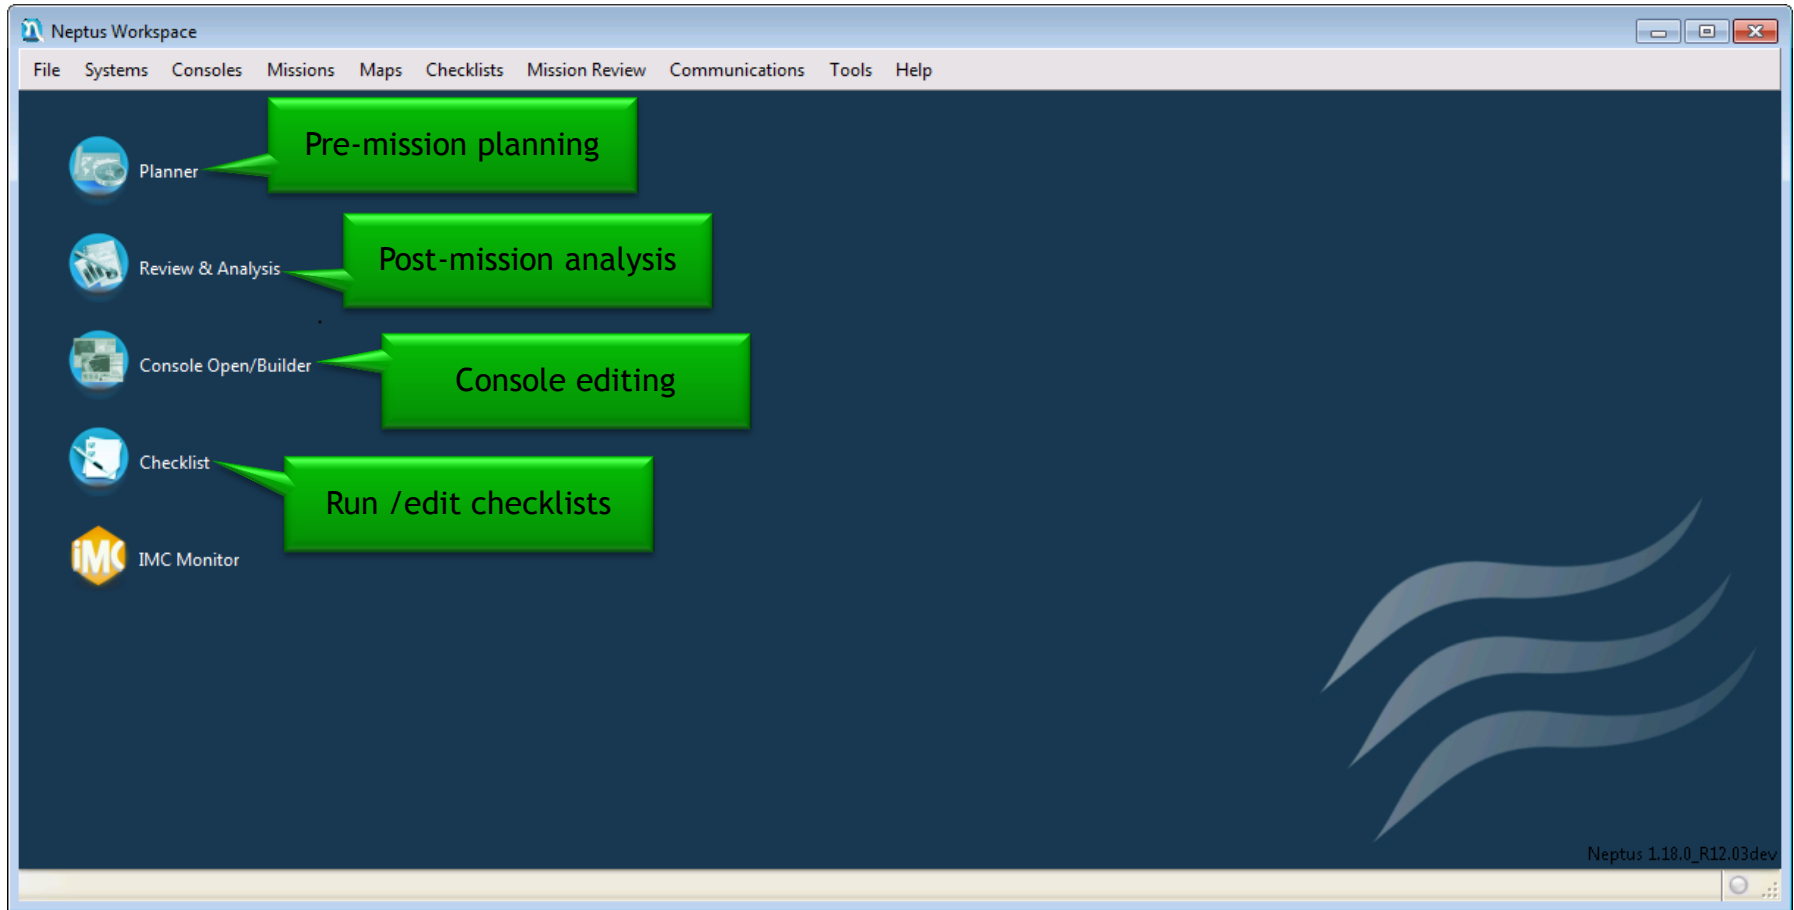 Neptus Workspace
File Systems Consoles Missions Maps Checklists Mission Review Communications Tools Help
Pre-mission planning
Planner
Post-mission analysis
Review & Analysis
Console Open/Builder
Console editing
Checklist
Run /edit checklists
iMC
IMC Monitor
Neptus 1.18.0_R12.03dev